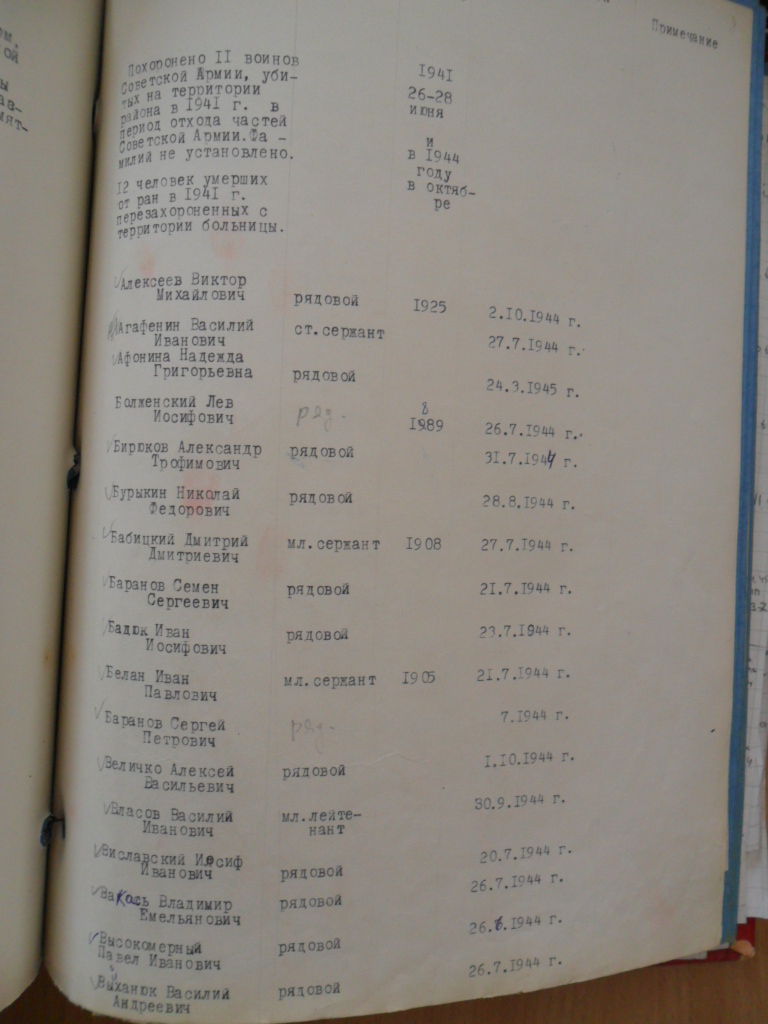 Примечание
Похоронено II воинов
Советской Армии, уби-
тых на территории
района в 1941 г. в
период отхода частей
Советской Армии.Фа -
милий не установлено.
1941
26-28
июня
и
в 1944
году
в октяб-
ре
12 человек умерших
от ран в 1941 г.
перезахороненных с
территории больницы.
Алексеев Виктор
Михайлович рядовой 1925 2.10.1944 г.
Агафенин Василий ст.сержант
Иванович 27.7.1944 г.
Афонина Надежда
Григорьевна рядовой 24.3.1945 г.
Болженский Лев ряд. 8
Иосифович 1989 26.7.1944 г.
Бирюков Александр рядовой
Трофимович 31.7.1944 г.
Бурыкин Николай рядовой
Федорович 28.8.1944 г.
Бабицкий Дмитрий мл.сержант 1908 27.7.1944 г.
Дмитриевич
Баранов Семен рядовой 21.7.1944 г.
Сергеевич
Бадюк Иван рядовой 23.7.1944 г.
Иосифович
Белан Иван мл.сержант 1905 21.7.1944 г.
Павлович
Баранов Сергей ряд. 7.1944 г.
Петрович
Величко Алексей рядовой 1.10.1944 г.
Васильевич
Власов Василий мл.лейте- 30.9.1944 г.
Иванович нант
Виславский Иосиф 20.7.1944 г.
Иванович рядовой
Владимир рядовой 26.7.1944 г.
Емельянович
Высокомерный рядовой 26.6.1944 г.
Павел Иванович
Выханюк Василий рядовой 26.7.1944 г.
Андреевич